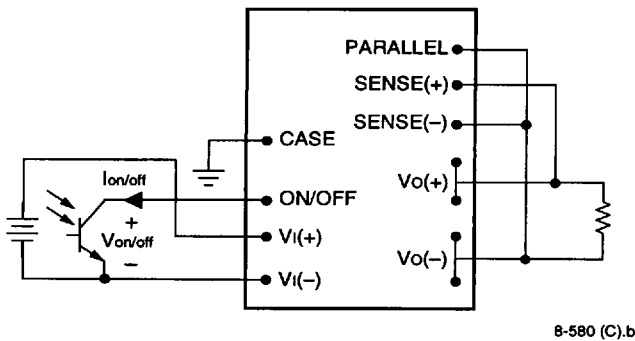 PARALLEL
SENSE(+)
SENSE(–)
CASE
VO(+)
Ion/off
ON/OFF
+
Von/off
–
VI(+)
VO(–)
VI(–)
8-580 (C).b